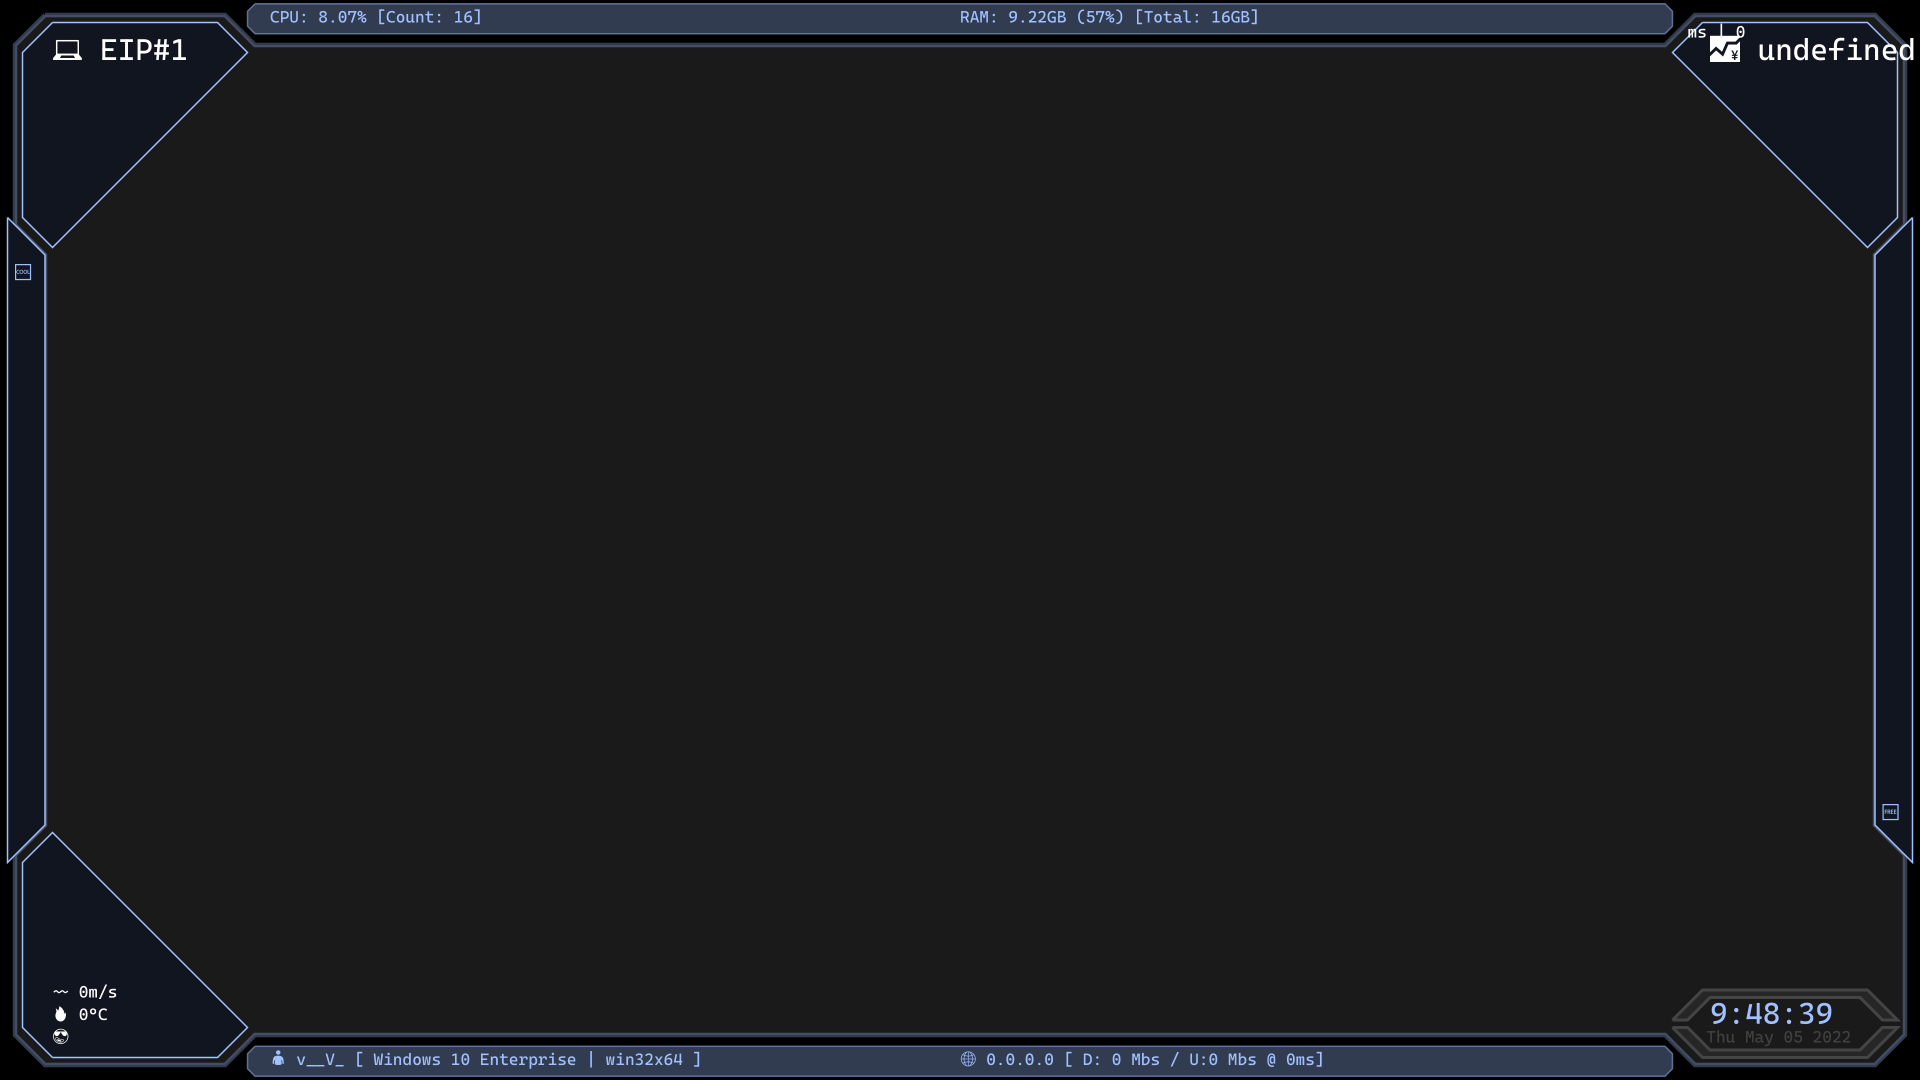 CPU: 8.07% [Count: 16]
RAM: 9.22GB (57%) [Total: 16GB]
EIP#1
ms | 0
undefined
COOL
FREE
0m/s
0°C
9:48:39
Thu May 05 2022
v__V_ [ Windows 10 Enterprise | win32x64 ]
0.0.0.0 [ D: 0 Mbs / U:0 Mbs @ 0ms]